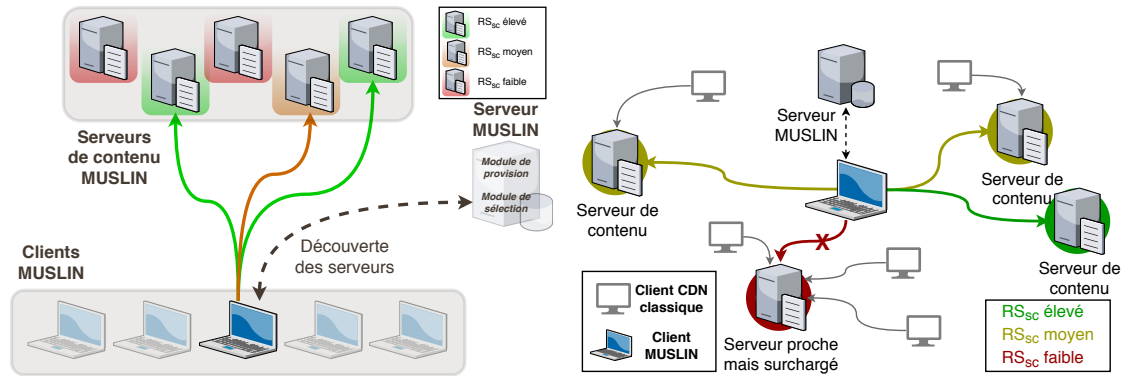 RSsc élevé
RSsc moyen
RSsc faible
Serveurs
de contenu
MUSLIN
Serveur
MUSLIN
Module de
provision
Module de
sélection
Découverte
des serveurs
Clients
MUSLIN
Serveur
MUSLIN
Serveur de
contenu
Serveur de
contenu
Serveur de
contenu
X
Serveur proche
mais surchargé
Client CDN
classique
Client
MUSLIN
RSsc élevé
RSsc moyen
RSsc faible